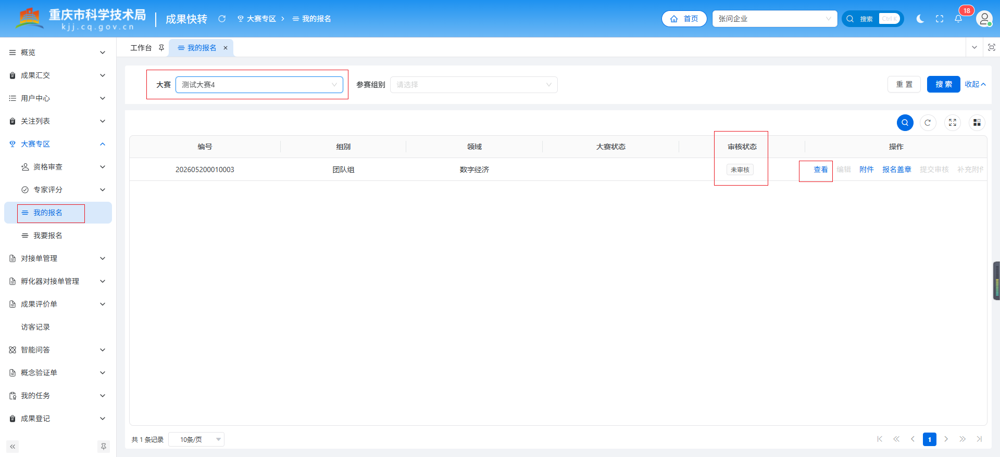 重庆市科学技术局
kjj.cq.gov.cn
成果快转
大赛专区
我的报名
首页
张问企业
搜索
Ctrl K
18
概览
成果汇交
用户中心
关注列表
大赛专区
资格审查
专家评分
我的报名
我要报名
对接单管理
孵化器对接单管理
成果评价单
访客记录
智能问答
概念验证单
我的任务
成果登记
工作台
我的报名
大赛
测试大赛4
参赛组别
请选择
重 置
搜 索
收起
编号 组别 领域 大赛状态 审核状态 操作
202605200010003 团队组 数字经济 未审核 查看 编辑 附件 报名盖章 提交审核 补充附件
共 1 条记录
10条/页
1